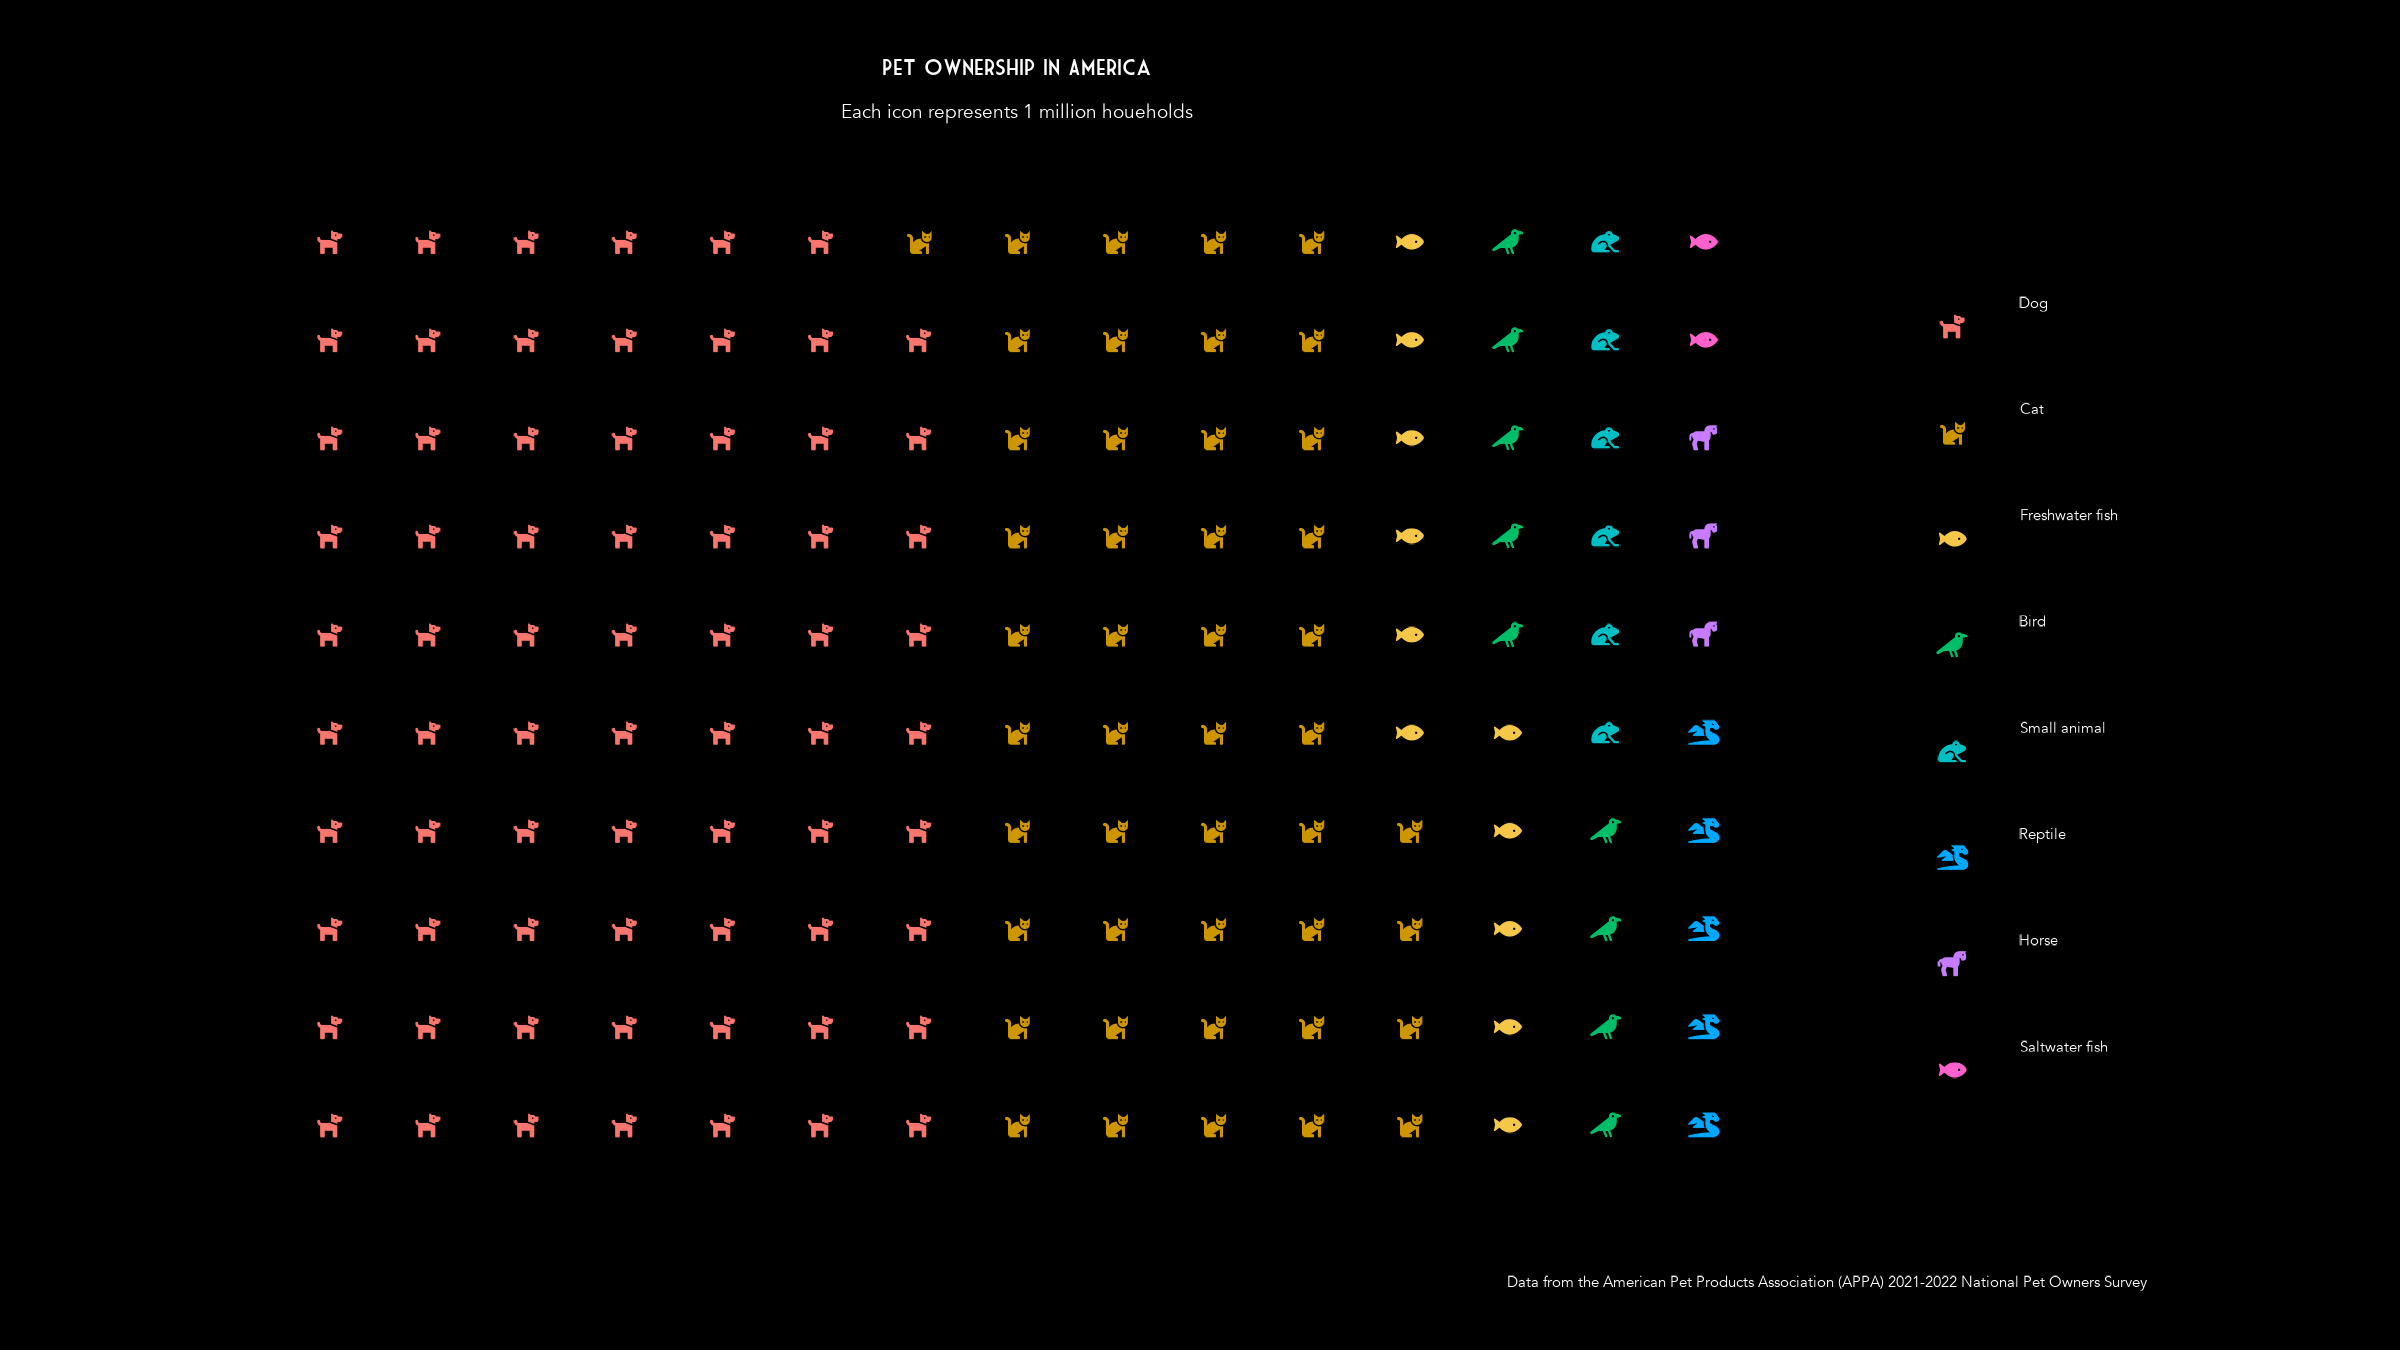 PET OWNERSHIP IN AMERICA
Each icon represents 1 million houeholds
Dog
Cat
Freshwater fish
Bird
Small animal
Reptile
Horse
Saltwater fish
Data from the American Pet Products Association (APPA) 2021-2022 National Pet Owners Survey